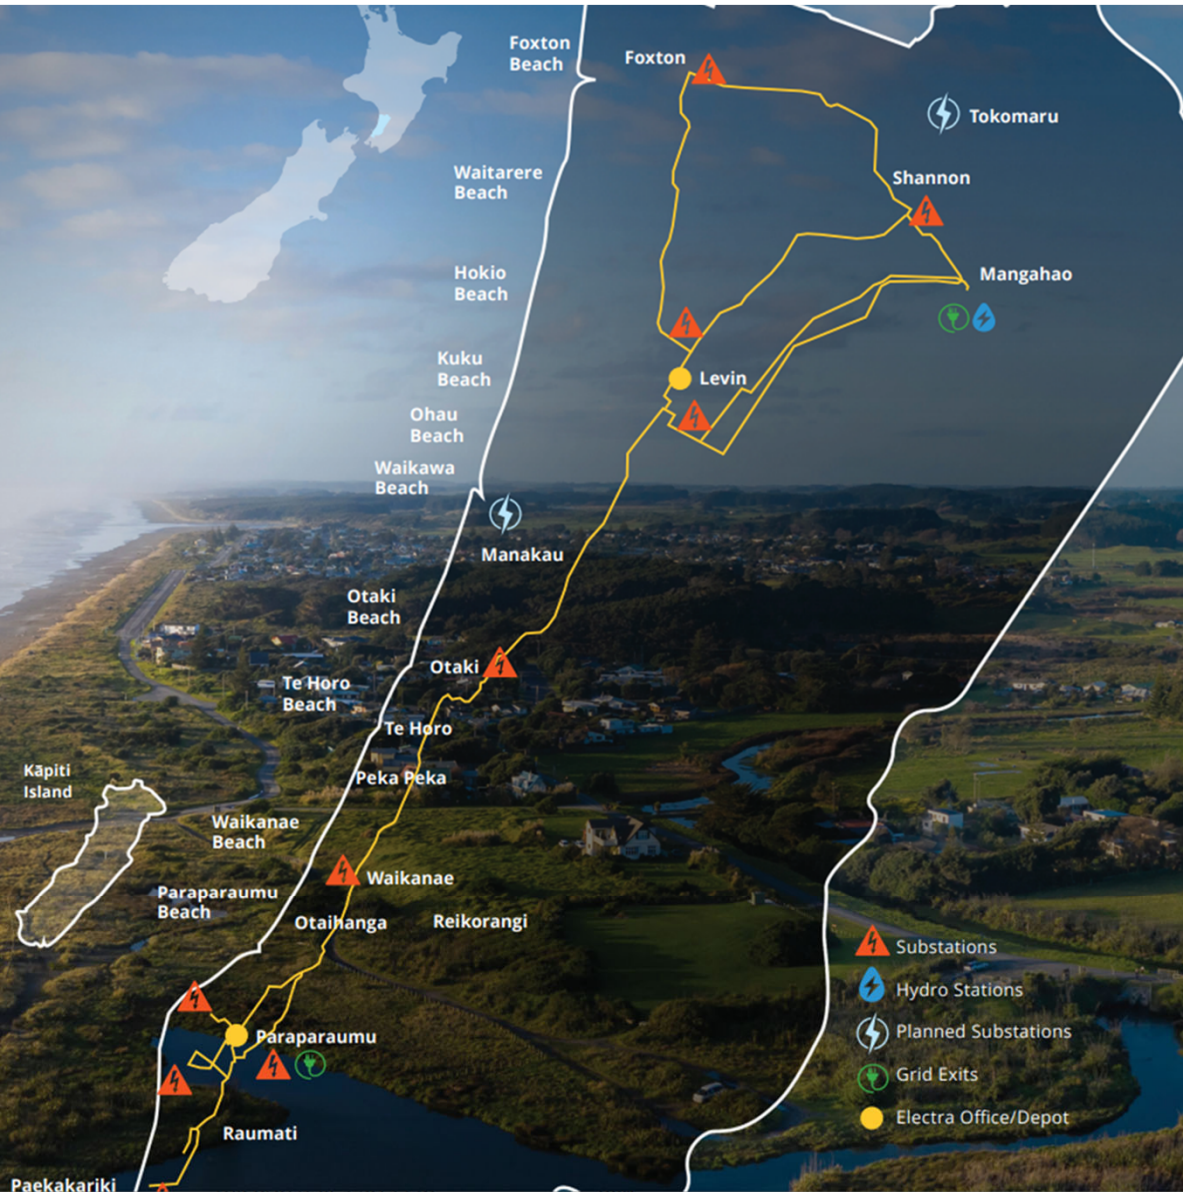 Foxton
Beach
Foxton
Tokomaru
Waitarere
Beach
Shannon
Hokio
Beach
Mangahao
Kuku
Beach
Levin
Ohau
Beach
Waikawa
Beach
Manakau
Otaki
Beach
Otaki
Te Horo
Beach
Te Horo
Peka Peka
Kāpiti
Island
Waikanae
Beach
Waikanae
Paraparaumu
Beach
Otaihanga
Reikorangi
Substations
Hydro Stations
Planned Substations
Grid Exits
Electra Office/Depot
Paraparaumu
Raumati
Paekakariki